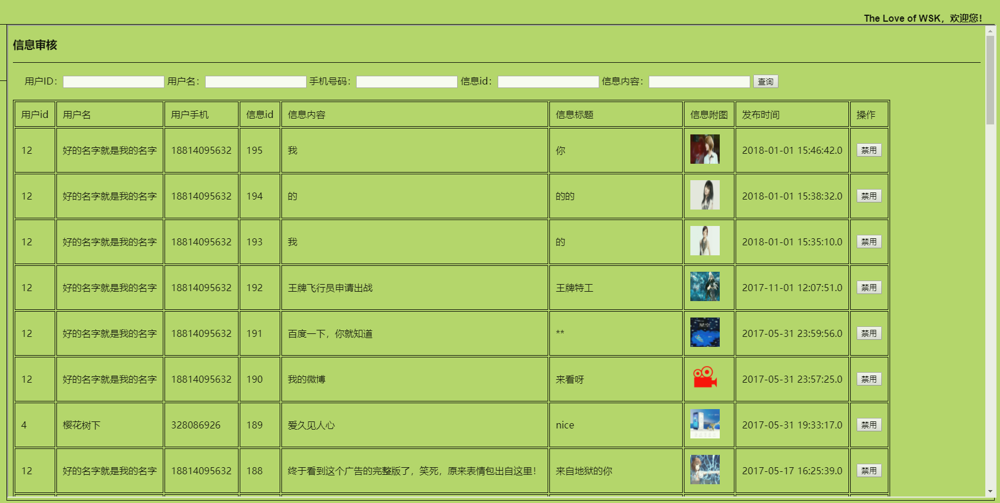 The Love of WSK，欢迎您！
信息审核
用户ID： 用户名： 手机号码： 信息id： 信息内容： 查询
用户id 用户名 用户手机 信息id 信息内容 信息标题 信息附图 发布时间 操作
12 好的名字就是我的名字 18814095632 195 我 你 2018-01-01 15:46:42.0 禁用
12 好的名字就是我的名字 18814095632 194 的 的的 2018-01-01 15:38:32.0 禁用
12 好的名字就是我的名字 18814095632 193 我 的 2018-01-01 15:35:10.0 禁用
12 好的名字就是我的名字 18814095632 192 王牌飞行员申请出战 王牌特工 2017-11-01 12:07:51.0 禁用
12 好的名字就是我的名字 18814095632 191 百度一下，你就知道 ** 2017-05-31 23:59:56.0 禁用
12 好的名字就是我的名字 18814095632 190 我的微博 来看呀 2017-05-31 23:57:25.0 禁用
4 樱花树下 328086926 189 爱久见人心 nice 2017-05-31 19:33:17.0 禁用
12 好的名字就是我的名字 18814095632 188 终于看到这个广告的完整版了，笑死，原来表情包出自这里！ 来自地狱的你 2017-05-17 16:25:39.0 禁用